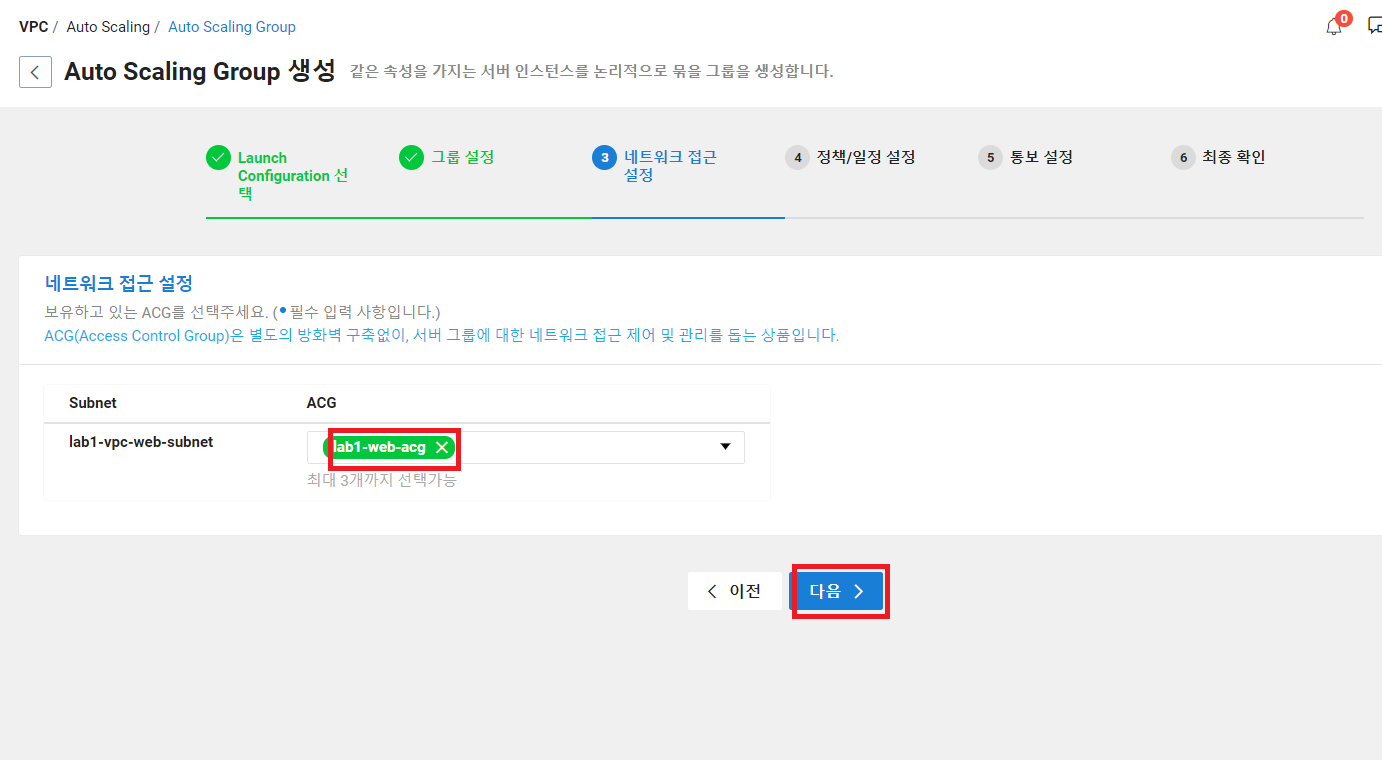 VPC / Auto Scaling / Auto Scaling Group
0
Auto Scaling Group 생성 같은 속성을 가지는 서버 인스턴스를 논리적으로 묶을 그룹을 생성합니다.
Launch
Configuration 선
택
그룹 설정
3 네트워크 접근
설정
4 정책/일정 설정
5 통보 설정
6 최종 확인
네트워크 접근 설정
보유하고 있는 ACG를 선택주세요. (•필수 입력 사항입니다.)
ACG(Access Control Group)은 별도의 방화벽 구축없이, 서버 그룹에 대한 네트워크 접근 제어 및 관리를 돕는 상품입니다.
Subnet ACG
lab1-vpc-web-subnet lab1-web-acg
최대 3개까지 선택가능
이전 다음